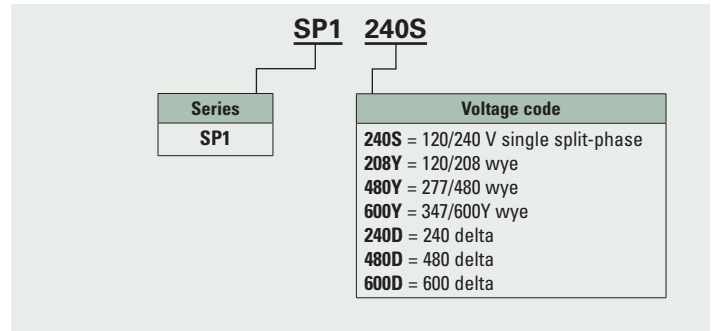 SP1 240S
Series
SP1
Voltage code
240S = 120/240 V single split-phase
208Y = 120/208 wye
480Y = 277/480 wye
600Y = 347/600Y wye
240D = 240 delta
480D = 480 delta
600D = 600 delta